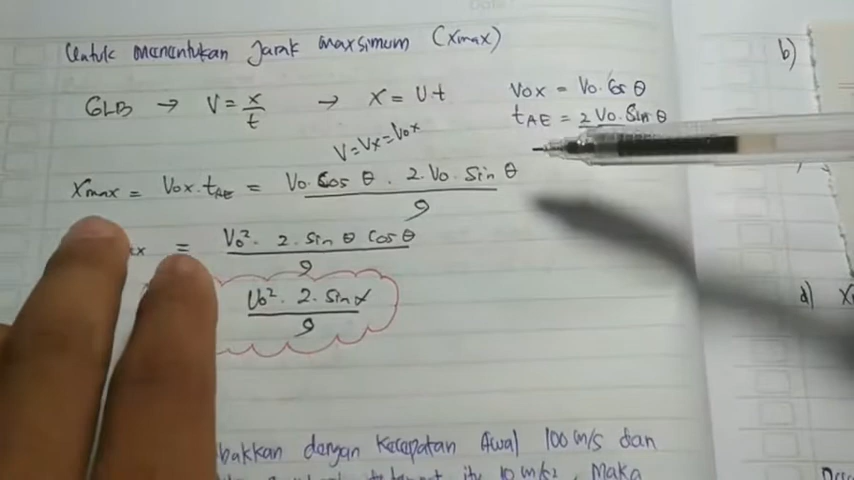 Untuk menentukan Jarak maxsimum (Xmax)
GLB → V = x/t → X = V.t
V = Vx = Vox
Vox = Vo. Cos θ
tAE = 2 Vo. Sin θ
Xmax = Vox. tAE = Vo. Cos θ . 2 Vo. Sin θ / g
= Vo². 2. sin θ Cos θ / g
Vo². 2. Sin α / g
bakkan dengan Kecepatan Awal 100 m/s dan
itu 10 m/s², Maka
b)
d) X